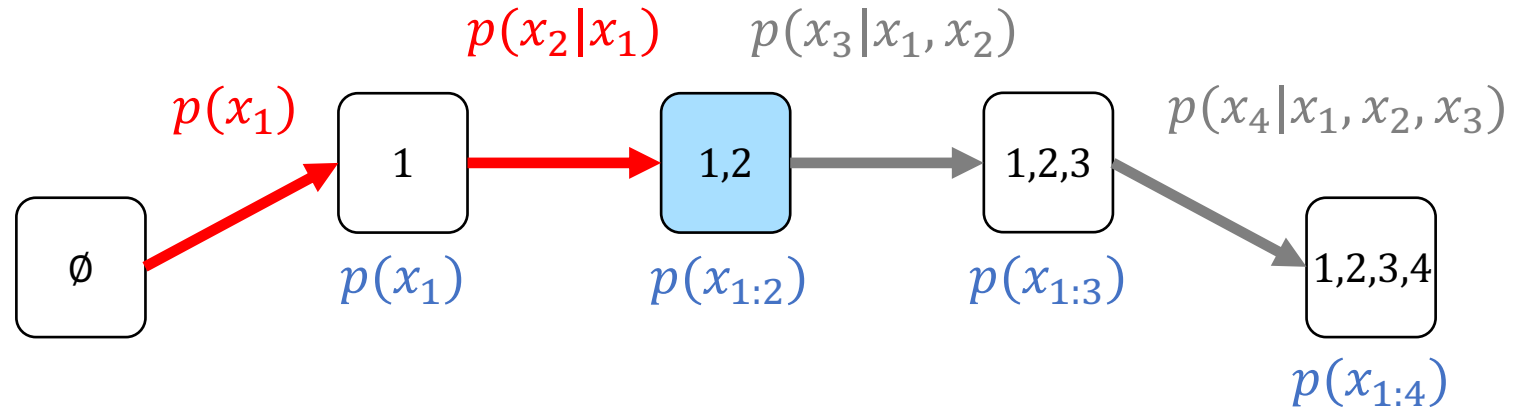 p(x₂|x₁)
p(x₃|x₁, x₂)
p(x₁)
p(x₄|x₁, x₂, x₃)
1
1,2
1,2,3
∅
1,2,3,4
p(x₁)
p(x₁:₂)
p(x₁:₃)
p(x₁:₄)